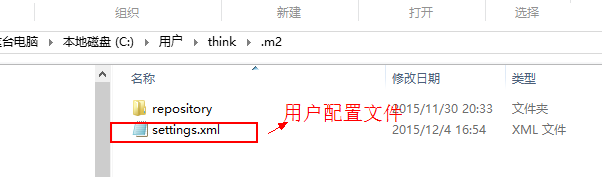 组织 新建 打开 选择
这台电脑 本地磁盘 (C:) 用户 think .m2
名称 修改日期 类型
repository 2015/11/30 20:33 文件夹
settings.xml 用户配置文件 2015/12/4 16:54 XML 文件